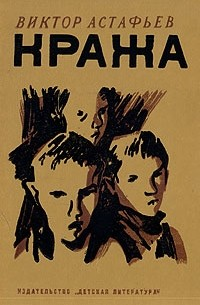 ВИКТОР АСТАФЬЕВ
КРАЖА
ИЗДАТЕЛЬСТВО „ДЕТСКАЯ ЛИТЕРАТУРА"